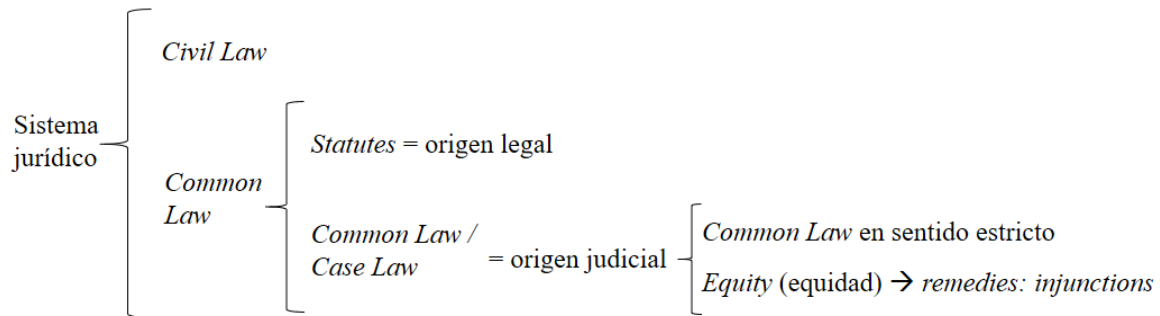 Civil Law
Sistema
jurídico
Statutes = origen legal
Common
Law
Common Law /
Case Law
= origen judicial
Common Law en sentido estricto
Equity (equidad) → remedies: injunctions